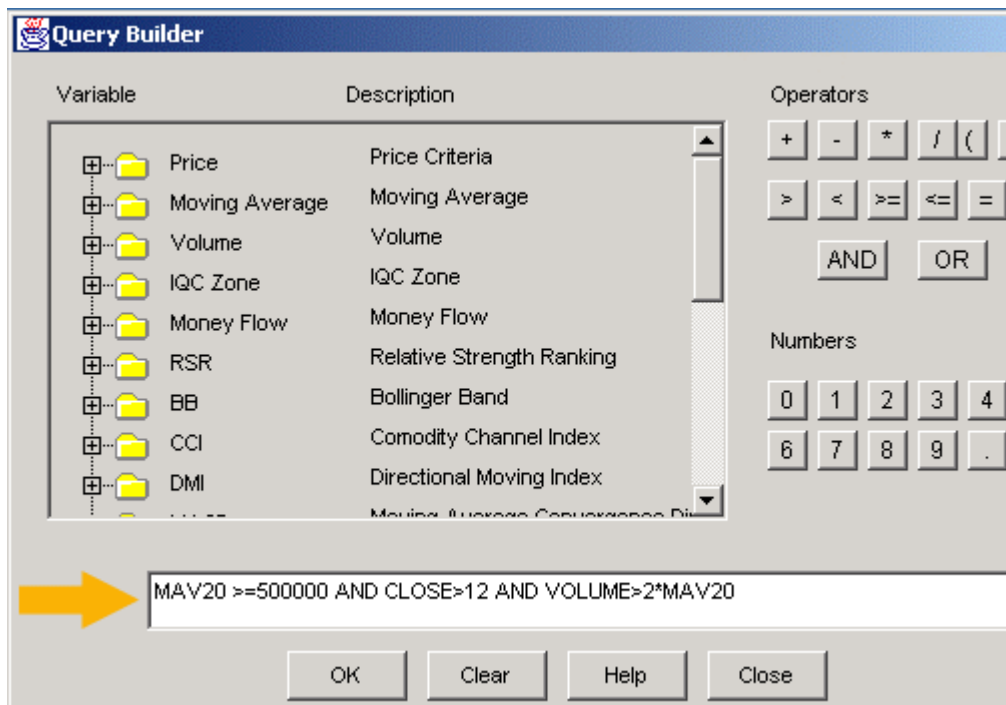 Query Builder
Variable Description Operators
Price Price Criteria
Moving Average Moving Average
Volume Volume
IQC Zone IQC Zone
Money Flow Money Flow
RSR Relative Strength Ranking
BB Bollinger Band
CCI Comodity Channel Index
DMI Directional Moving Index
Moving Average Convergence
+ - * / (
> < >= <= =
AND OR
Numbers
0 1 2 3 4
6 7 8 9 .
MAV20 >=500000 AND CLOSE>12 AND VOLUME>2*MAV20
OK Clear Help Close